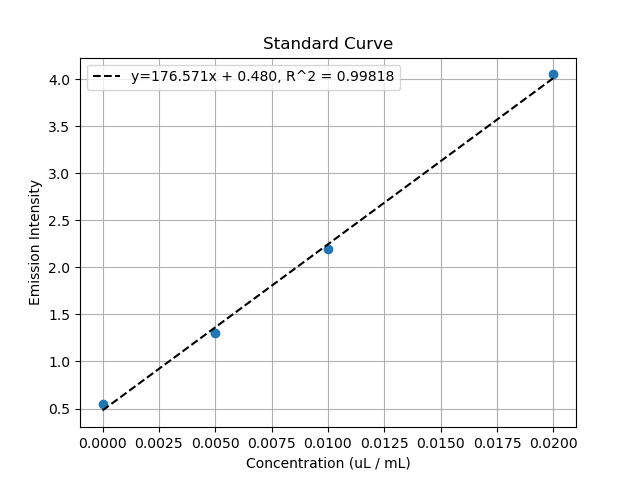 Standard Curve
y=176.571x + 0.480, R^2 = 0.99818
4.0
3.5
3.0
2.5
2.0
1.5
1.0
0.5
Emission Intensity
0.0000 0.0025 0.0050 0.0075 0.0100 0.0125 0.0150 0.0175 0.0200
Concentration (uL / mL)